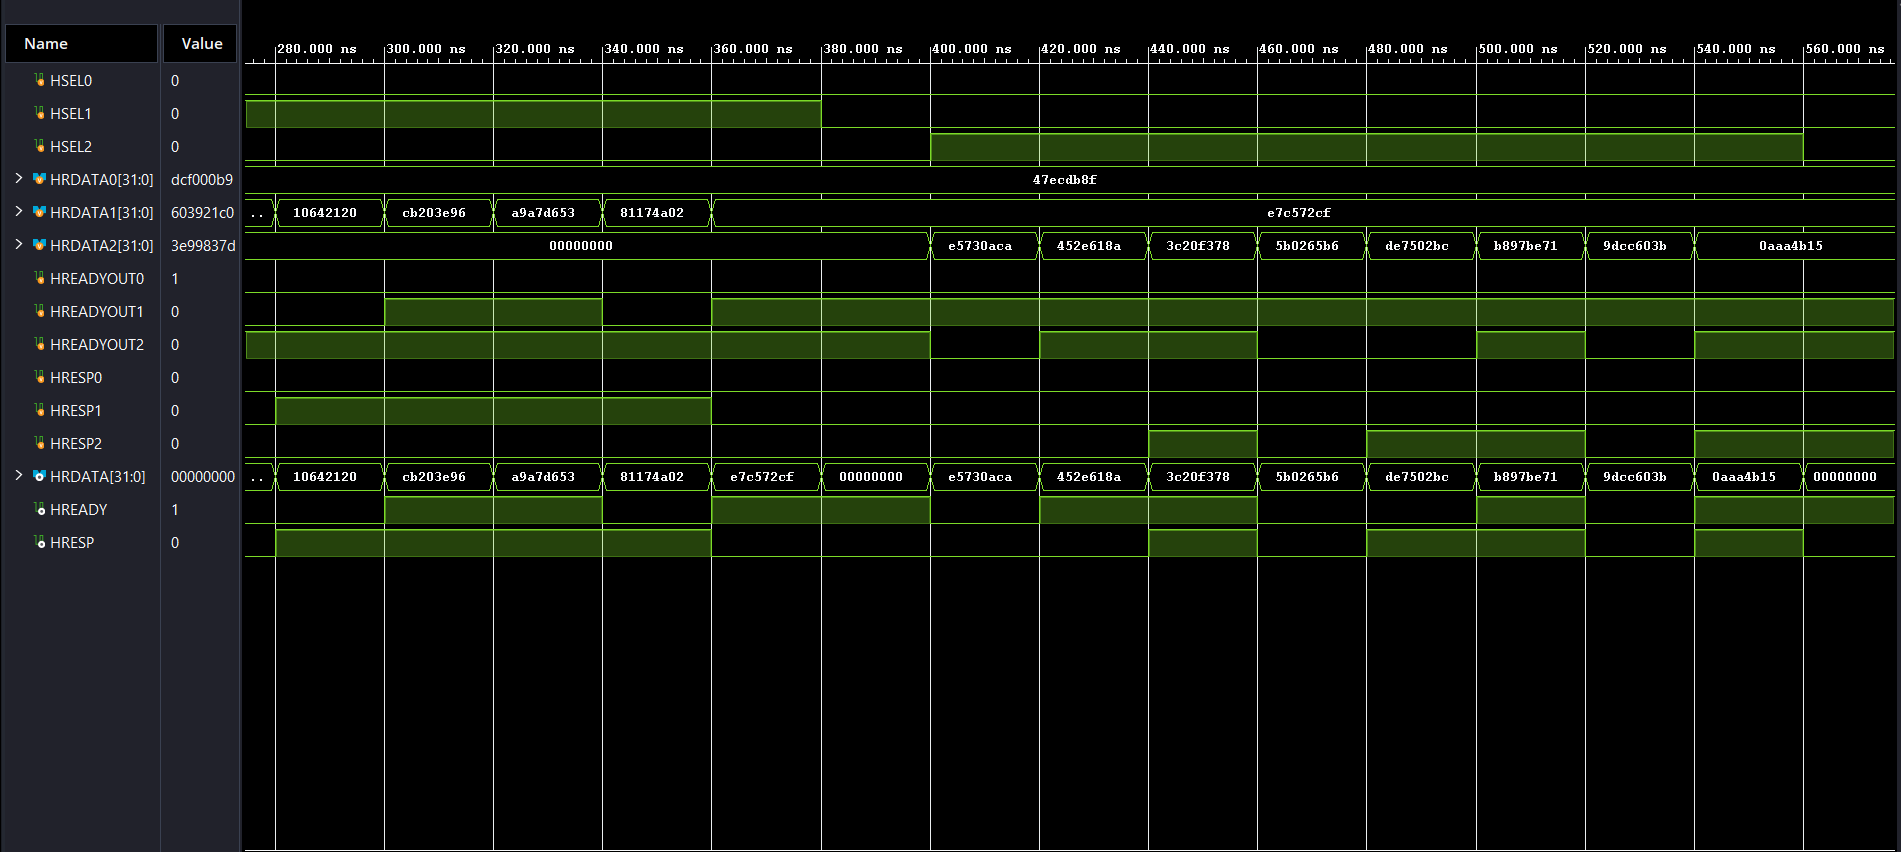 Name Value
280.000 ns 300.000 ns 320.000 ns 340.000 ns 360.000 ns 380.000 ns 400.000 ns 420.000 ns 440.000 ns 460.000 ns 480.000 ns 500.000 ns 520.000 ns 540.000 ns 560.000 ns
HSEL0 0
HSEL1 0
HSEL2 0
HRDATA0[31:0] dcf000b9 47ecdb8f
HRDATA1[31:0] 603921c0 .. 10642120 cb203e96 a9a7d653 81174a02 e7c572cf
HRDATA2[31:0] 3e99837d 00000000 e5730aca 452e618a 3c20f378 5b0265b6 de7502bc b897be71 9dcc603b 0aaa4b15
HREADYOUT0 1
HREADYOUT1 0
HREADYOUT2 0
HRESP0 0
HRESP1 0
HRESP2 0
HRDATA[31:0] 00000000 .. 10642120 cb203e96 a9a7d653 81174a02 e7c572cf 00000000 e5730aca 452e618a 3c20f378 5b0265b6 de7502bc b897be71 9dcc603b 0aaa4b15 00000000
HREADY 1
HRESP 0